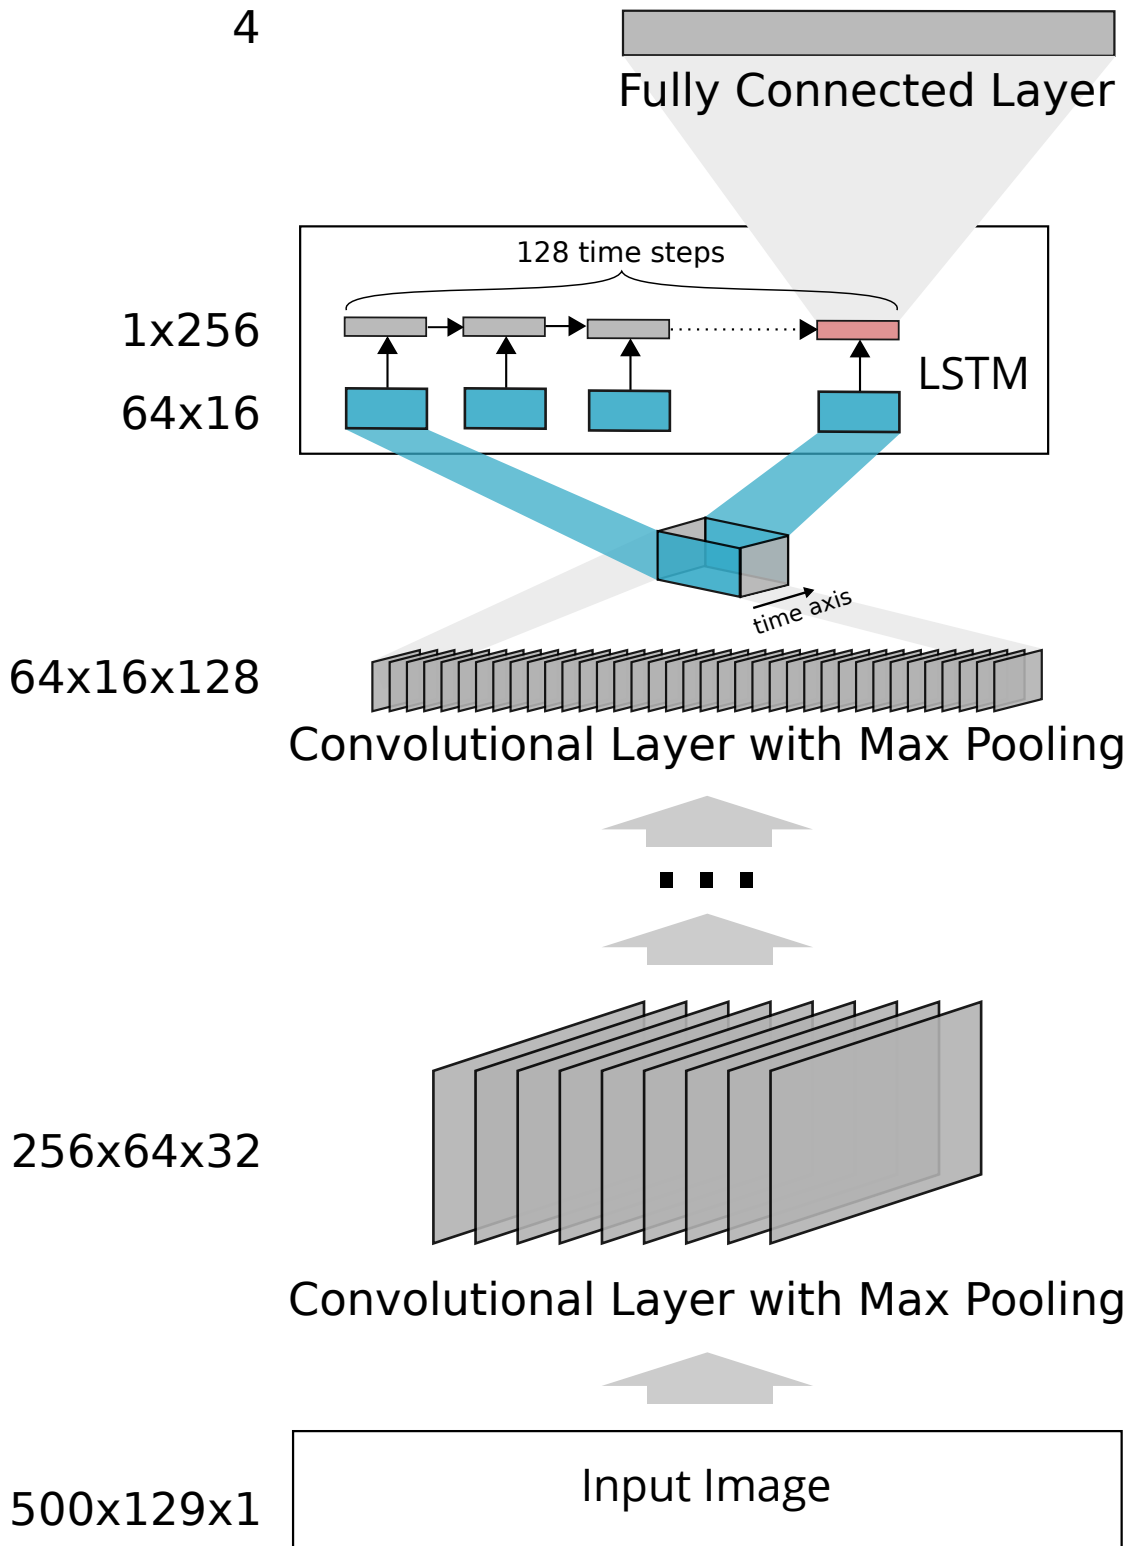 4
Fully Connected Layer
128 time steps
1x256
LSTM
64x16
time axis
64x16x128
Convolutional Layer with Max Pooling
...
256x64x32
Convolutional Layer with Max Pooling
Input Image
500x129x1